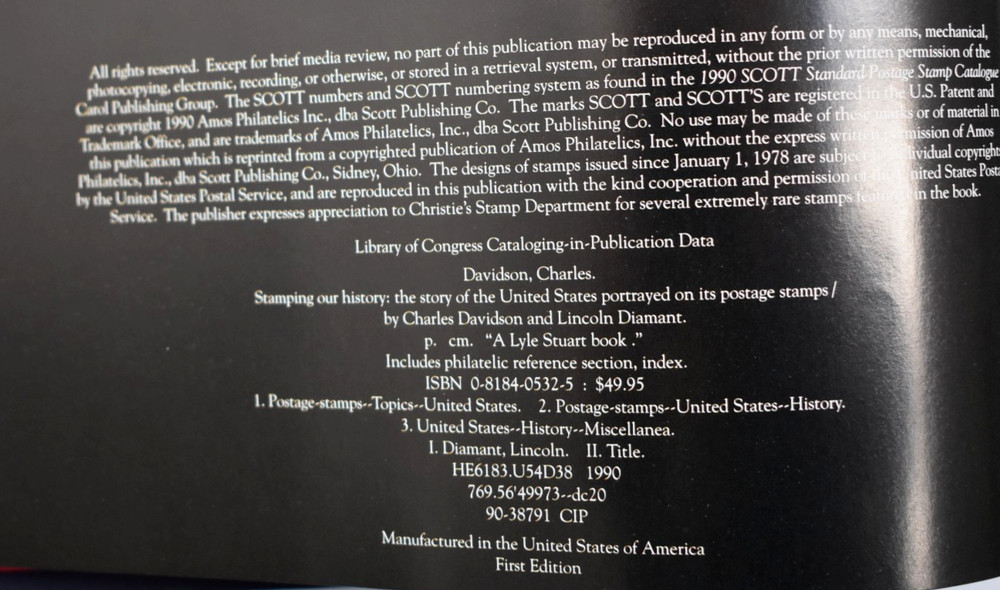 All rights reserved. Except for brief media review, no part of this publication may be reproduced in any form or by any means, mechanical,
photocopying, electronic, recording, or otherwise, or stored in a retrieval system, or transmitted, without the prior written permission of the
Carol Publishing Group. The SCOTT numbers and SCOTT numbering system as found in the 1990 SCOTT Standard Postage Stamp Catalogue
are copyright 1990 Amos Philatelics Inc., dba Scott Publishing Co. The marks SCOTT and SCOTT'S are registered in the U.S. Patent and
Trademark Office, and are trademarks of Amos Philatelics, Inc., dba Scott Publishing Co. No use may be made of these marks or of material in
this publication which is reprinted from a copyrighted publication of Amos Philatelics, Inc. without the express written mission of Amos
Philatelics, Inc., dba Scott Publishing Co., Sidney, Ohio. The designs of stamps issued since January 1, 1978 are subject ividual copyrights
by the United States Postal Service, and are reproduced in this publication with the kind cooperation and permission of nited States Posta
Service. The publisher expresses appreciation to Christie's Stamp Department for several extremely rare stamps in the book.
Library of Congress Cataloging-in-Publication Data
Davidson, Charles.
Stamping our history: the story of the United States portrayed on its postage stamps /
by Charles Davidson and Lincoln Diamant.
p. cm. "A Lyle Stuart book ."
Includes philatelic reference section, index.
ISBN 0-8184-0532-5 : $49.95
1. Postage-stamps--Topics--United States. 2. Postage-stamps--United States--History.
3. United States--History--Miscellanea.
I. Diamant, Lincoln. II. Title.
HE6183.U54D38 1990
769.56'49973--dc20
90-38791 CIP
Manufactured in the United States of America
First Edition